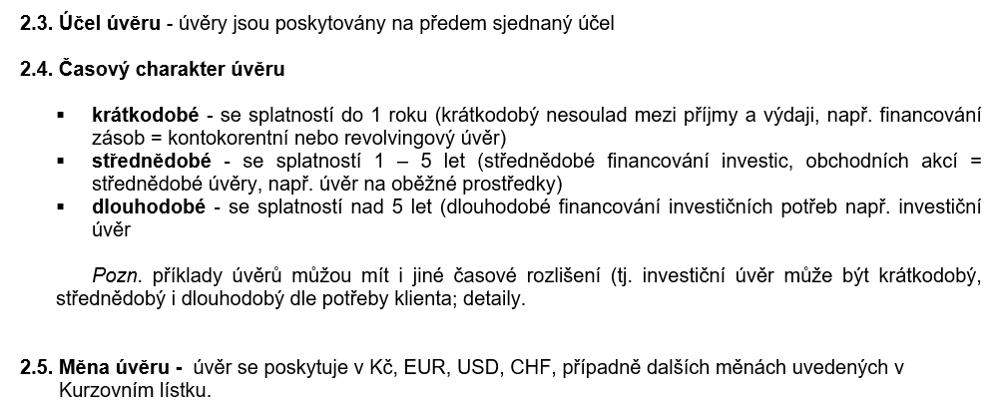 2.3. Účel úvěru - úvěry jsou poskytovány na předem sjednaný účel
2.4. Časový charakter úvěru
▪ krátkodobé - se splatností do 1 roku (krátkodobý nesoulad mezi příjmy a výdaji, např. financování
zásob = kontokorentní nebo revolvingový úvěr)
▪ střednědobé - se splatností 1 – 5 let (střednědobé financování investic, obchodních akcí =
střednědobé úvěry, např. úvěr na oběžné prostředky)
▪ dlouhodobé - se splatností nad 5 let (dlouhodobé financování investičních potřeb např. investiční
úvěr
Pozn. příklady úvěrů můžou mít i jiné časové rozlišení (tj. investiční úvěr může být krátkodobý,
střednědobý i dlouhodobý dle potřeby klienta; detaily.
2.5. Měna úvěru - úvěr se poskytuje v Kč, EUR, USD, CHF, případně dalších měnách uvedených v
Kurzovním lístku.